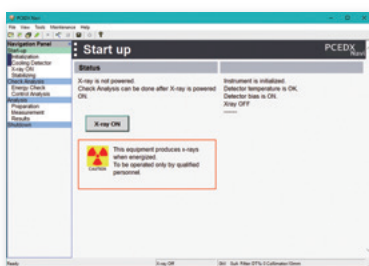 PCEDX Navi
File View Tools Maintenance Help
Navigation Panel
Start-up
Initialization
Cooling Detector
X-ray ON
Stabilizing
Check Analysis
Energy Check
Control Analysis
Analysis
Preparation
Measurement
Results
Shutdown
Start up
PCEDX Navi
Status
X-ray is not powered.
Check Analysis can be done after X-ray is powered
ON.
X-ray ON
CAUTION
This equipment produces x-rays
when energized.
To be operated only by qualified
personnel.
Instrument is initialized.
Detector temperature is OK.
Detector bias is ON.
Xray OFF
Ready
X-ray Off